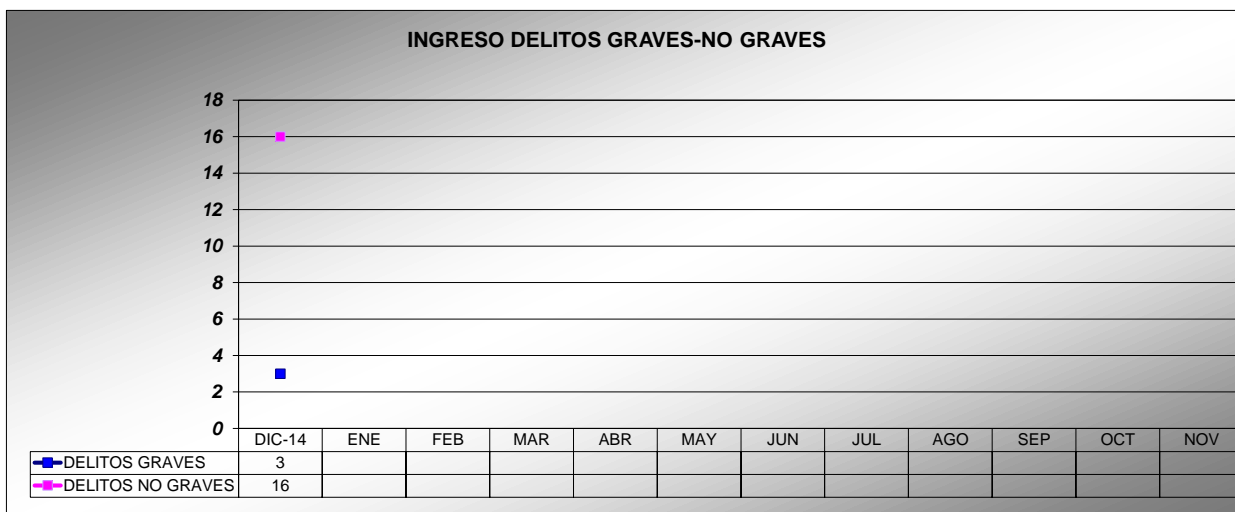 INGRESO DELITOS GRAVES-NO GRAVES
18
16
14
12
10
8
6
4
2
0
DIC-14 ENE FEB MAR ABR MAY JUN JUL AGO SEP OCT NOV
DELITOS GRAVES 3
DELITOS NO GRAVES 16